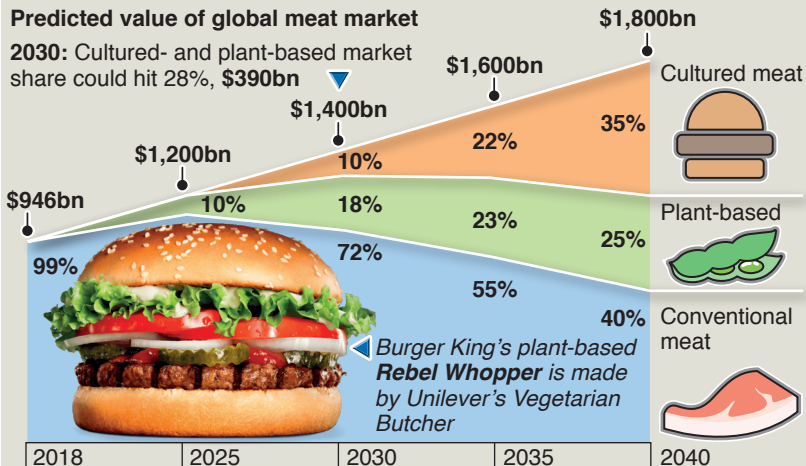 Predicted value of global meat market
2030: Cultured- and plant-based market
share could hit 28%, $390bn
$946bn
$1,200bn
$1,400bn
$1,600bn
$1,800bn
Cultured meat
10%
22%
35%
Plant-based
10%
18%
23%
25%
Conventional
meat
99%
72%
55%
40%
Burger King's plant-based
Rebel Whopper is made
by Unilever's Vegetarian
Butcher
2018
2025
2030
2035
2040